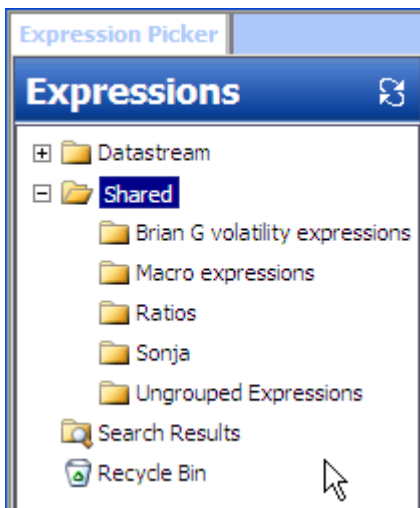 Expression Picker
Expressions
Datastream
Shared
Brian G volatility expressions
Macro expressions
Ratios
Sonja
Ungrouped Expressions
Search Results
Recycle Bin